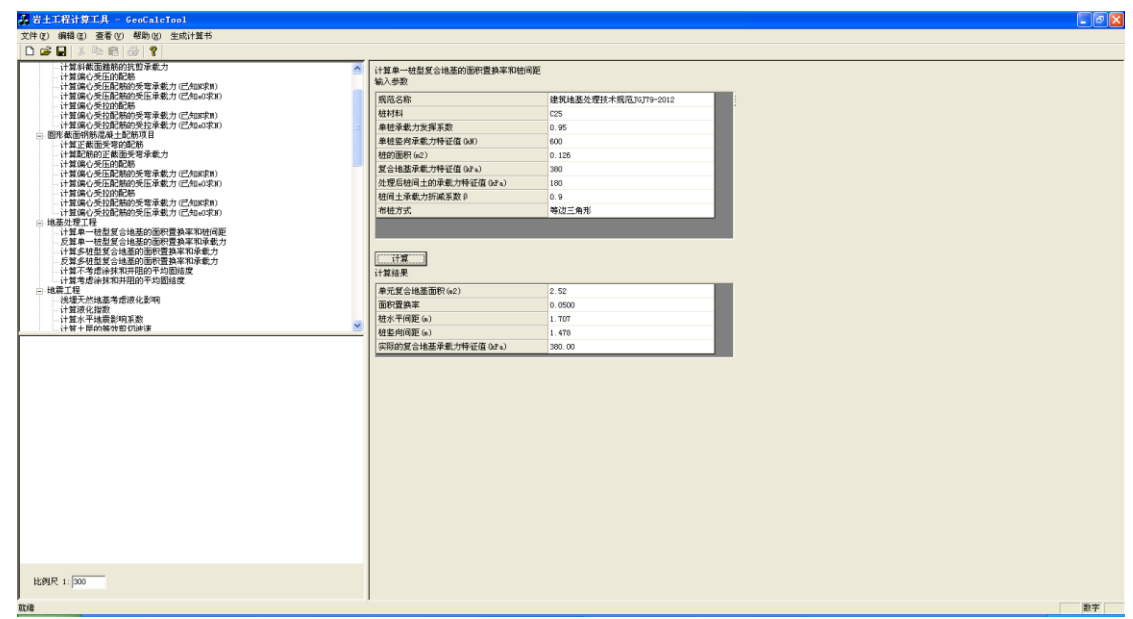 岩土工程计算工具 - GeoCalcTool
文件(F) 编辑(E) 查看(V) 帮助(H) 生成计算书
计算斜截面箍筋的抗剪承载力
计算偏心受压的配筋
计算偏心受压配筋的受弯承载力(已知N求M)
计算偏心受压配筋的受压承载力(已知e0求N)
计算偏心受拉的配筋
计算偏心受拉配筋的受弯承载力(已知N求M)
计算偏心受拉配筋的受拉承载力(已知e0求N)
圆形截面钢筋混凝土配筋项目
计算正截面受弯的配筋
计算配筋的正截面受弯承载力
计算偏心受压的配筋
计算偏心受压配筋的受弯承载力(已知N求M)
计算偏心受压配筋的受压承载力(已知e0求N)
计算偏心受拉的配筋
计算偏心受拉配筋的受弯承载力(已知N求M)
计算偏心受拉配筋的受压承载力(已知e0求N)
地基处理工程
计算单一桩型复合地基的面积置换率和桩间距
反算单一桩型复合地基的面积置换率和承载力
计算多桩型复合地基的面积置换率和承载力
反算多桩型复合地基的面积置换率和承载力
计算不考虑涂抹和井阻的平均固结度
计算考虑涂抹和井阻的平均固结度
地震工程
浅埋天然地基考虑液化影响
计算液化指数
计算水平地震影响系数
计算土层的等效剪切波速
比例尺 1: 300
就绪
计算单一桩型复合地基的面积置换率和桩间距
输入参数
规范名称 建筑地基处理技术规范JGJ79-2012
桩材料 C25
单桩承载力发挥系数 0.95
单桩竖向承载力特征值(kN) 600
桩的面积(m2) 0.126
复合地基承载力特征值(kPa) 380
处理后桩间土的承载力特征值(kPa) 180
桩间土承载力折减系数β 0.9
布桩方式 等边三角形
计算
计算结果
单元复合地基面积(m2) 2.52
面积置换率 0.0500
桩水平间距(m) 1.707
桩竖向间距(m) 1.478
实际的复合地基承载力特征值(kPa) 380.00
数字